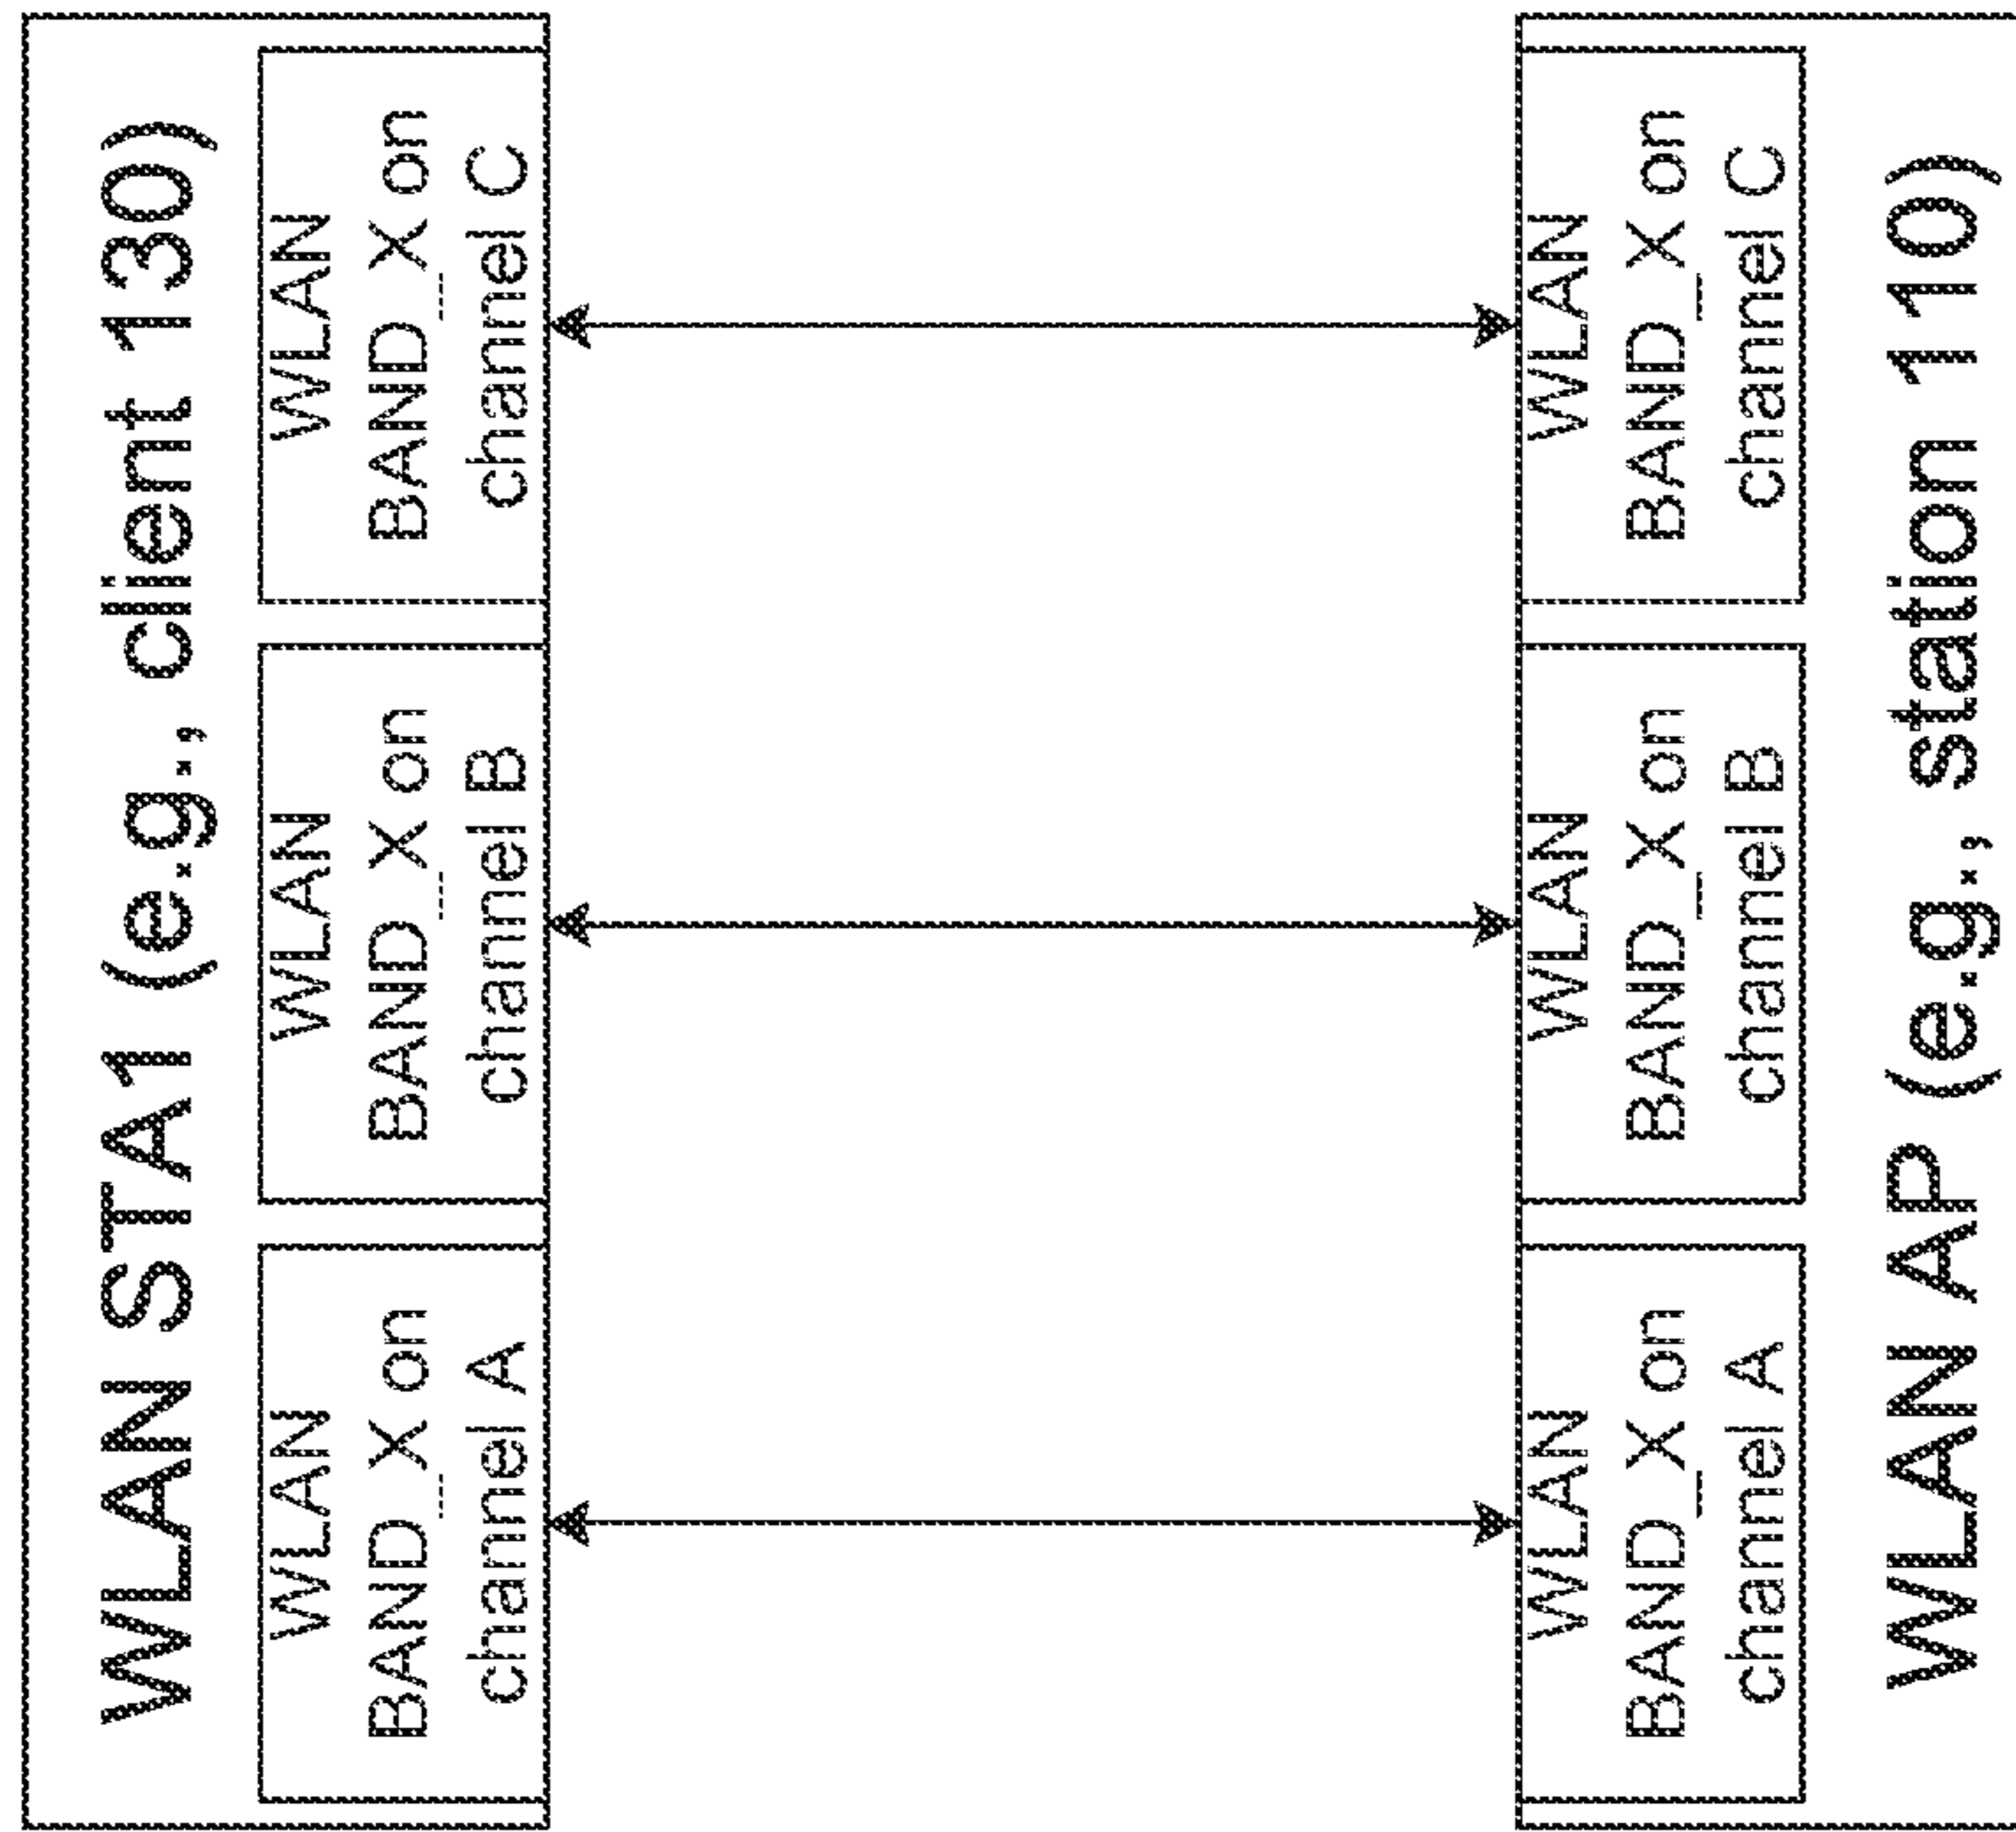 WLAN STA1 (e.g., client 130)
WLAN
BAND_X on
channel A
WLAN
BAND_X on
channel B
WLAN
BAND_X on
channel C
WLAN
BAND_X on
channel A
WLAN
BAND_X on
channel B
WLAN
BAND_X on
channel C
WLAN AP (e.g., station 110)